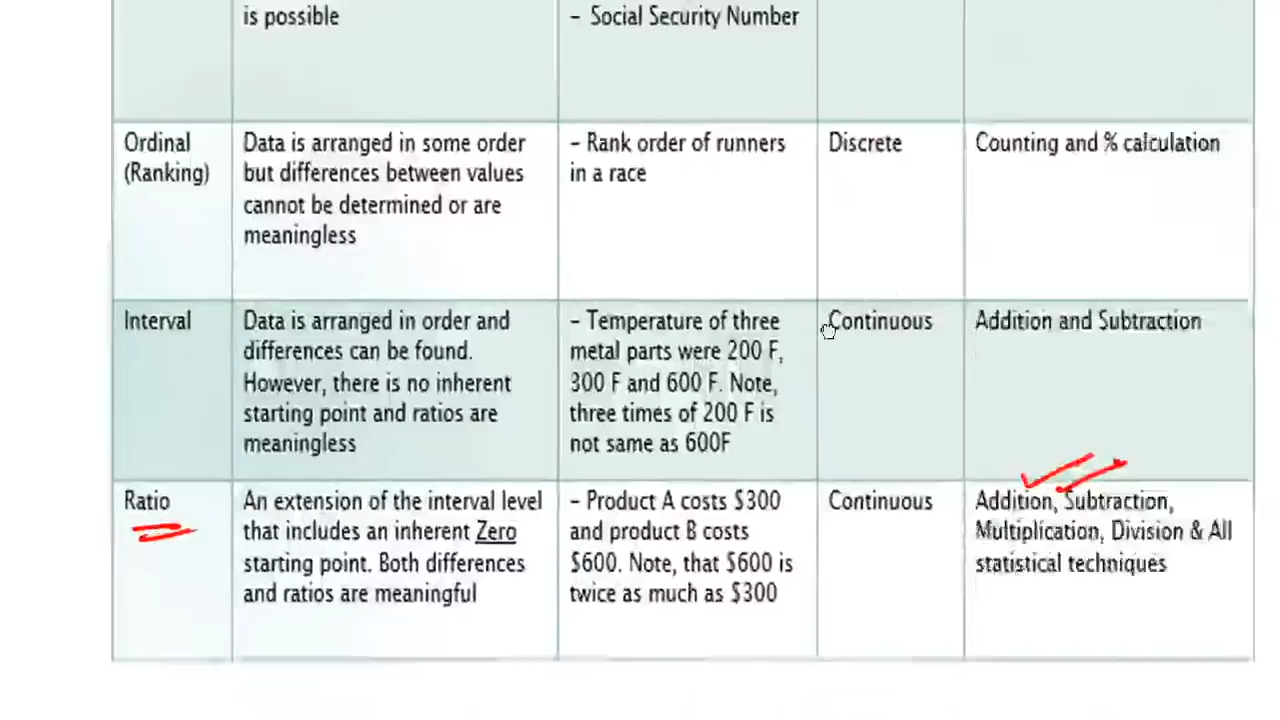 is possible
– Social Security Number
Ordinal
(Ranking)
Data is arranged in some order
but differences between values
cannot be determined or are
meaningless
– Rank order of runners
in a race
Discrete
Counting and % calculation
Interval
Data is arranged in order and
differences can be found.
However, there is no inherent
starting point and ratios are
meaningless
– Temperature of three
metal parts were 200 F,
300 F and 600 F. Note,
three times of 200 F is
not same as 600F
Continuous
Addition and Subtraction
Ratio
An extension of the interval level
that includes an inherent Zero
starting point. Both differences
and ratios are meaningful
– Product A costs $300
and product B costs
$600. Note, that $600 is
twice as much as $300
Continuous
Addition, Subtraction,
Multiplication, Division & All
statistical techniques